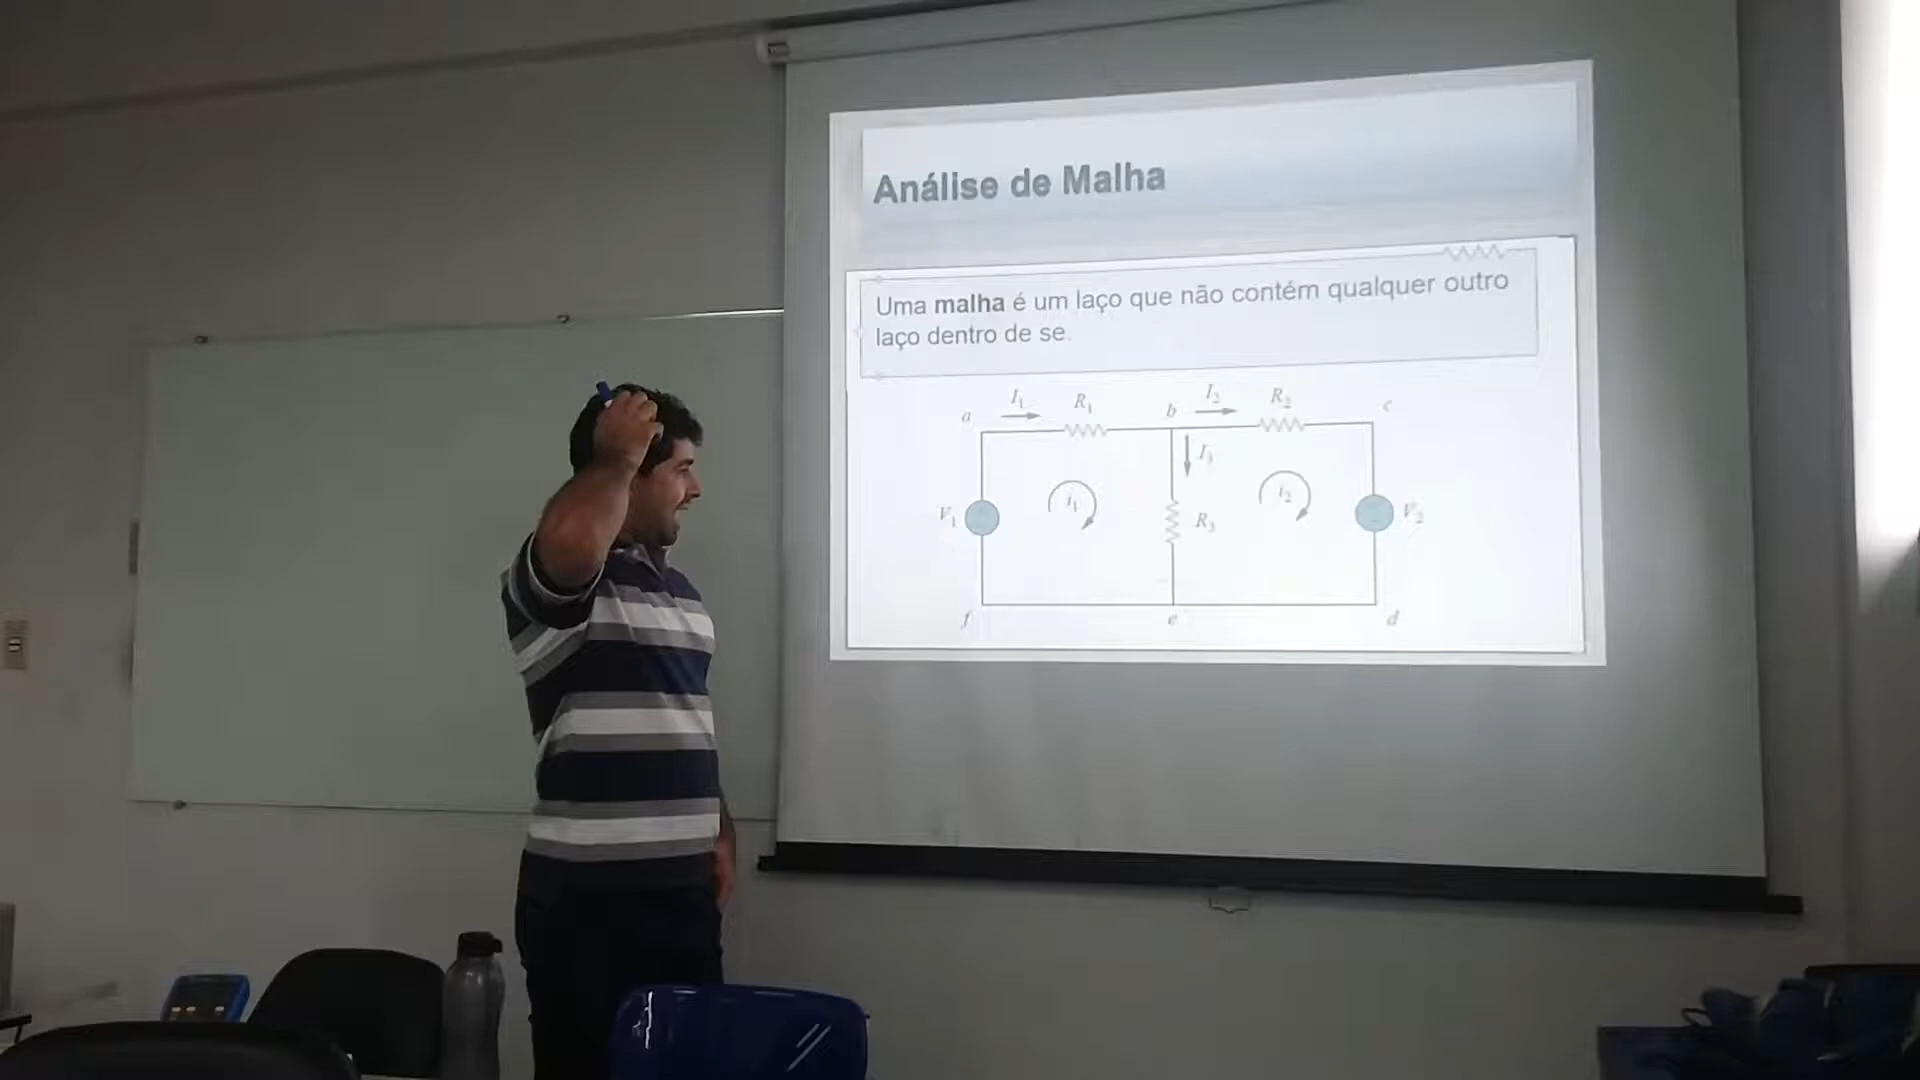 Análise de Malha
Uma malha é um laço que não contém qualquer outro
laço dentro de se.
a I₁ R₁ b I₂ R₂ c
I₃
V₁ i₁ R₃ i₂ V₂
f e d